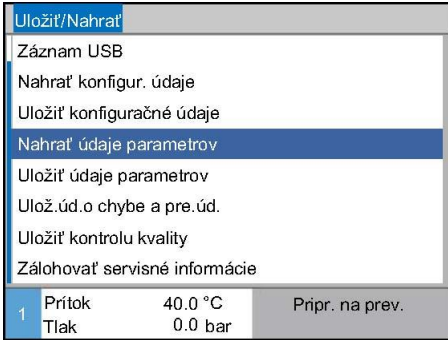 Uložiť/Nahrať
Záznam USB
Nahrať konfigur. údaje
Uložiť konfiguračné údaje
Nahrať údaje parametrov
Uložiť údaje parametrov
Ulož.úd.o chybe a pre.úd.
Uložiť kontrolu kvality
Zálohovať servisné informácie
1 Prítok 40.0 °C Pripr. na prev.
Tlak 0.0 bar